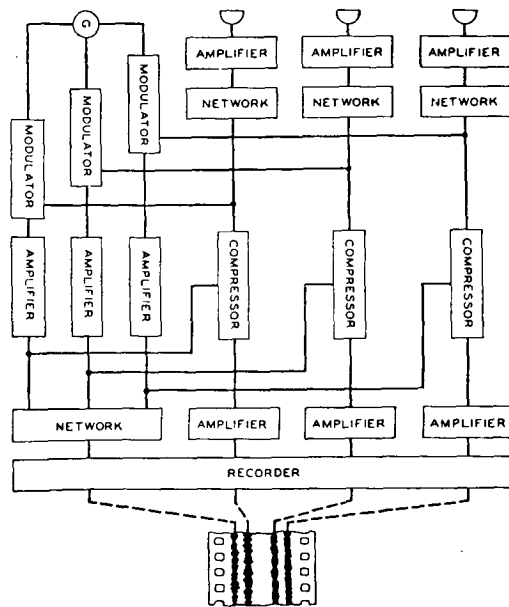 G
AMPLIFIER
AMPLIFIER
AMPLIFIER
MODULATOR
MODULATOR
MODULATOR
NETWORK
NETWORK
NETWORK
AMPLIFIER
AMPLIFIER
AMPLIFIER
COMPRESSOR
COMPRESSOR
COMPRESSOR
NETWORK
AMPLIFIER
AMPLIFIER
AMPLIFIER
RECORDER